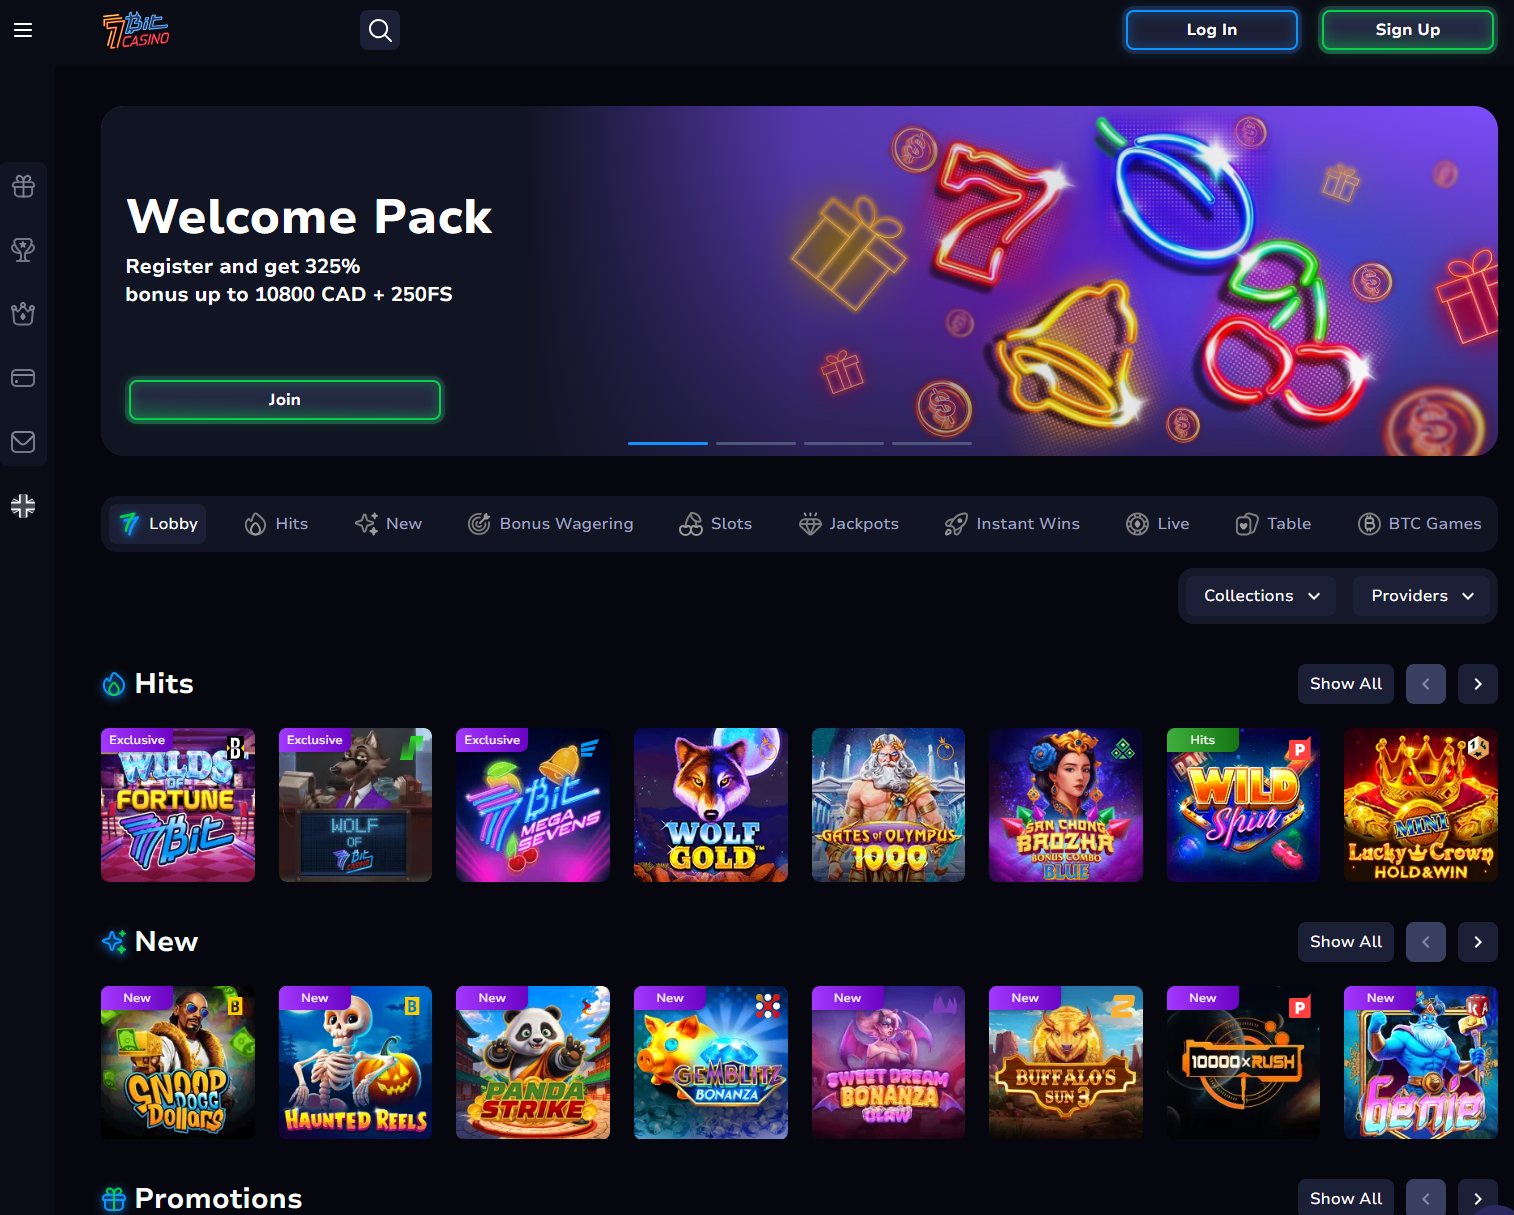 7Bit
CASINO
Log In
Sign Up
Welcome Pack
Register and get 325%
bonus up to 10800 CAD + 250FS
Join
Lobby
Hits
New
Bonus Wagering
Slots
Jackpots
Instant Wins
Live
Table
BTC Games
Collections
Providers
Hits
Show All
Exclusive
WILDS
OF
FORTUNE
7Bit
Exclusive
WOLF
OF
7Bit
CASINO
Exclusive
7Bit
MEGA
SEVENS
WOLF
GOLD™
GATES of OLYMPUS
1000
SAN CHONG
BAOZHA
BONUS COMBO
BLUE
Hits
WILD
Spin
MINI
Lucky Crown
HOLD&WIN
New
Show All
New
SNOOP
DOGG
Dollars
New
HAUNTED REELS
New
PANDA
STRIKE
New
GEMBLITZ
BONANZA
New
SWEET DREAM
BONANZA
CLAW
New
BUFFALO'S
SUN 3
New
10000xRUSH
New
KA
Genie
Promotions
Show All